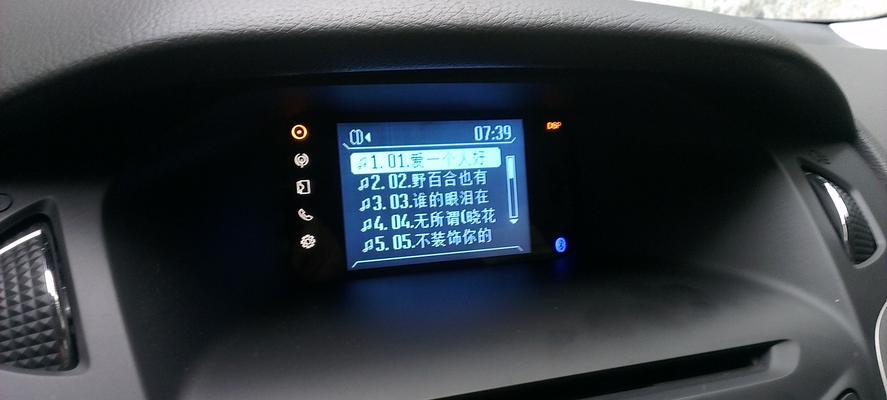 CD 07:39
DSP
1.01.爱一个人好
2.02.野百合也有
3.03.谁的眼泪在
4.04.无所谓(晓花
5.05.不装饰你的